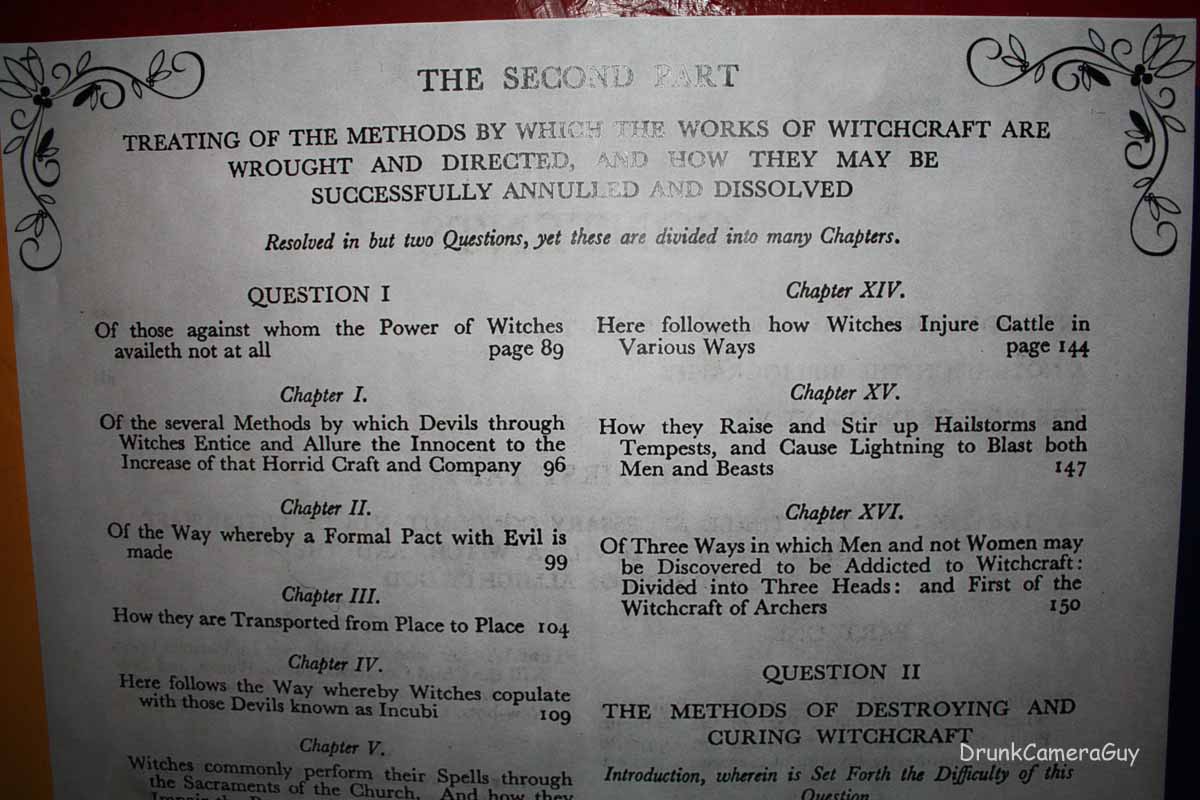 THE SECOND PART
TREATING OF THE METHODS BY WHICH THE WORKS OF WITCHCRAFT ARE
WROUGHT AND DIRECTED, AND HOW THEY MAY BE
SUCCESSFULLY ANNULLED AND DISSOLVED
Resolved in but two Questions, yet these are divided into many Chapters.
QUESTION I
Of those against whom the Power of Witches
availeth not at all page 89
Chapter I.
Of the several Methods by which Devils through
Witches Entice and Allure the Innocent to the
Increase of that Horrid Craft and Company 96
Chapter II.
Of the Way whereby a Formal Pact with Evil is
made 99
Chapter III.
How they are Transported from Place to Place 104
Chapter IV.
Here follows the Way whereby Witches copulate
with those Devils known as Incubi 109
Chapter V.
Witches commonly perform their Spells through
the Sacraments of the Church. And how they
Chapter XIV.
Here followeth how Witches Injure Cattle in
Various Ways page 144
Chapter XV.
How they Raise and Stir up Hailstorms and
Tempests, and Cause Lightning to Blast both
Men and Beasts 147
Chapter XVI.
Of Three Ways in which Men and not Women may
be Discovered to be Addicted to Witchcraft:
Divided into Three Heads: and First of the
Witchcraft of Archers 150
QUESTION II
THE METHODS OF DESTROYING AND
CURING WITCHCRAFT
Introduction, wherein is Set Forth the Difficulty of this
Question
DrunkCameraGuy